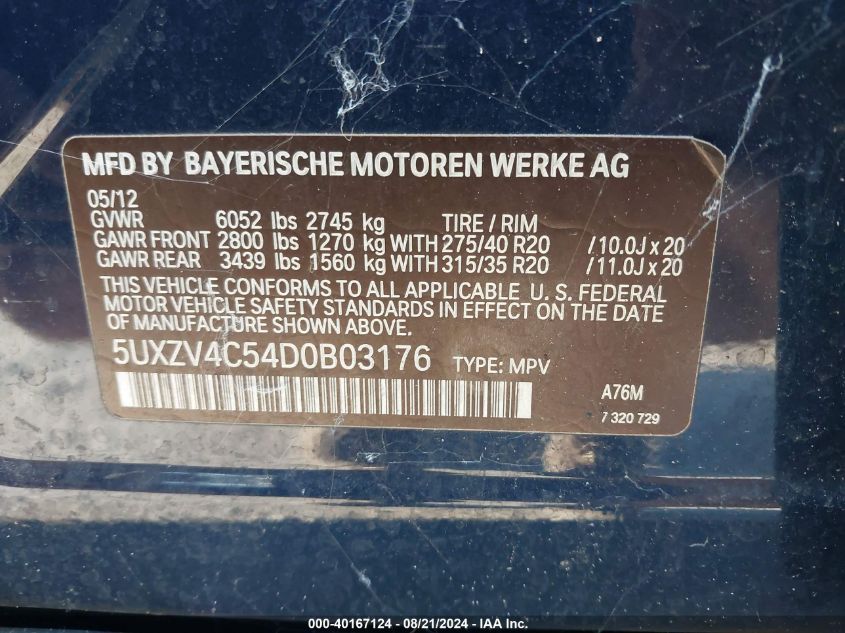 MFD BY BAYERISCHE MOTOREN WERKE AG
05/12
GVWR 6052 lbs 2745 kg TIRE / RIM
GAWR FRONT 2800 lbs 1270 kg WITH 275/40 R20 /10.0J x 20
GAWR REAR 3439 lbs 1560 kg WITH 315/35 R20 /11.0J x 20
THIS VEHICLE CONFORMS TO ALL APPLICABLE U. S. FEDERAL
MOTOR VEHICLE SAFETY STANDARDS IN EFFECT ON THE DATE
OF MANUFACTURE SHOWN ABOVE.
5UXZV4C54D0B03176 TYPE: MPV
A76M
7 320 729
000-40167124 - 08/21/2024 - IAA Inc.